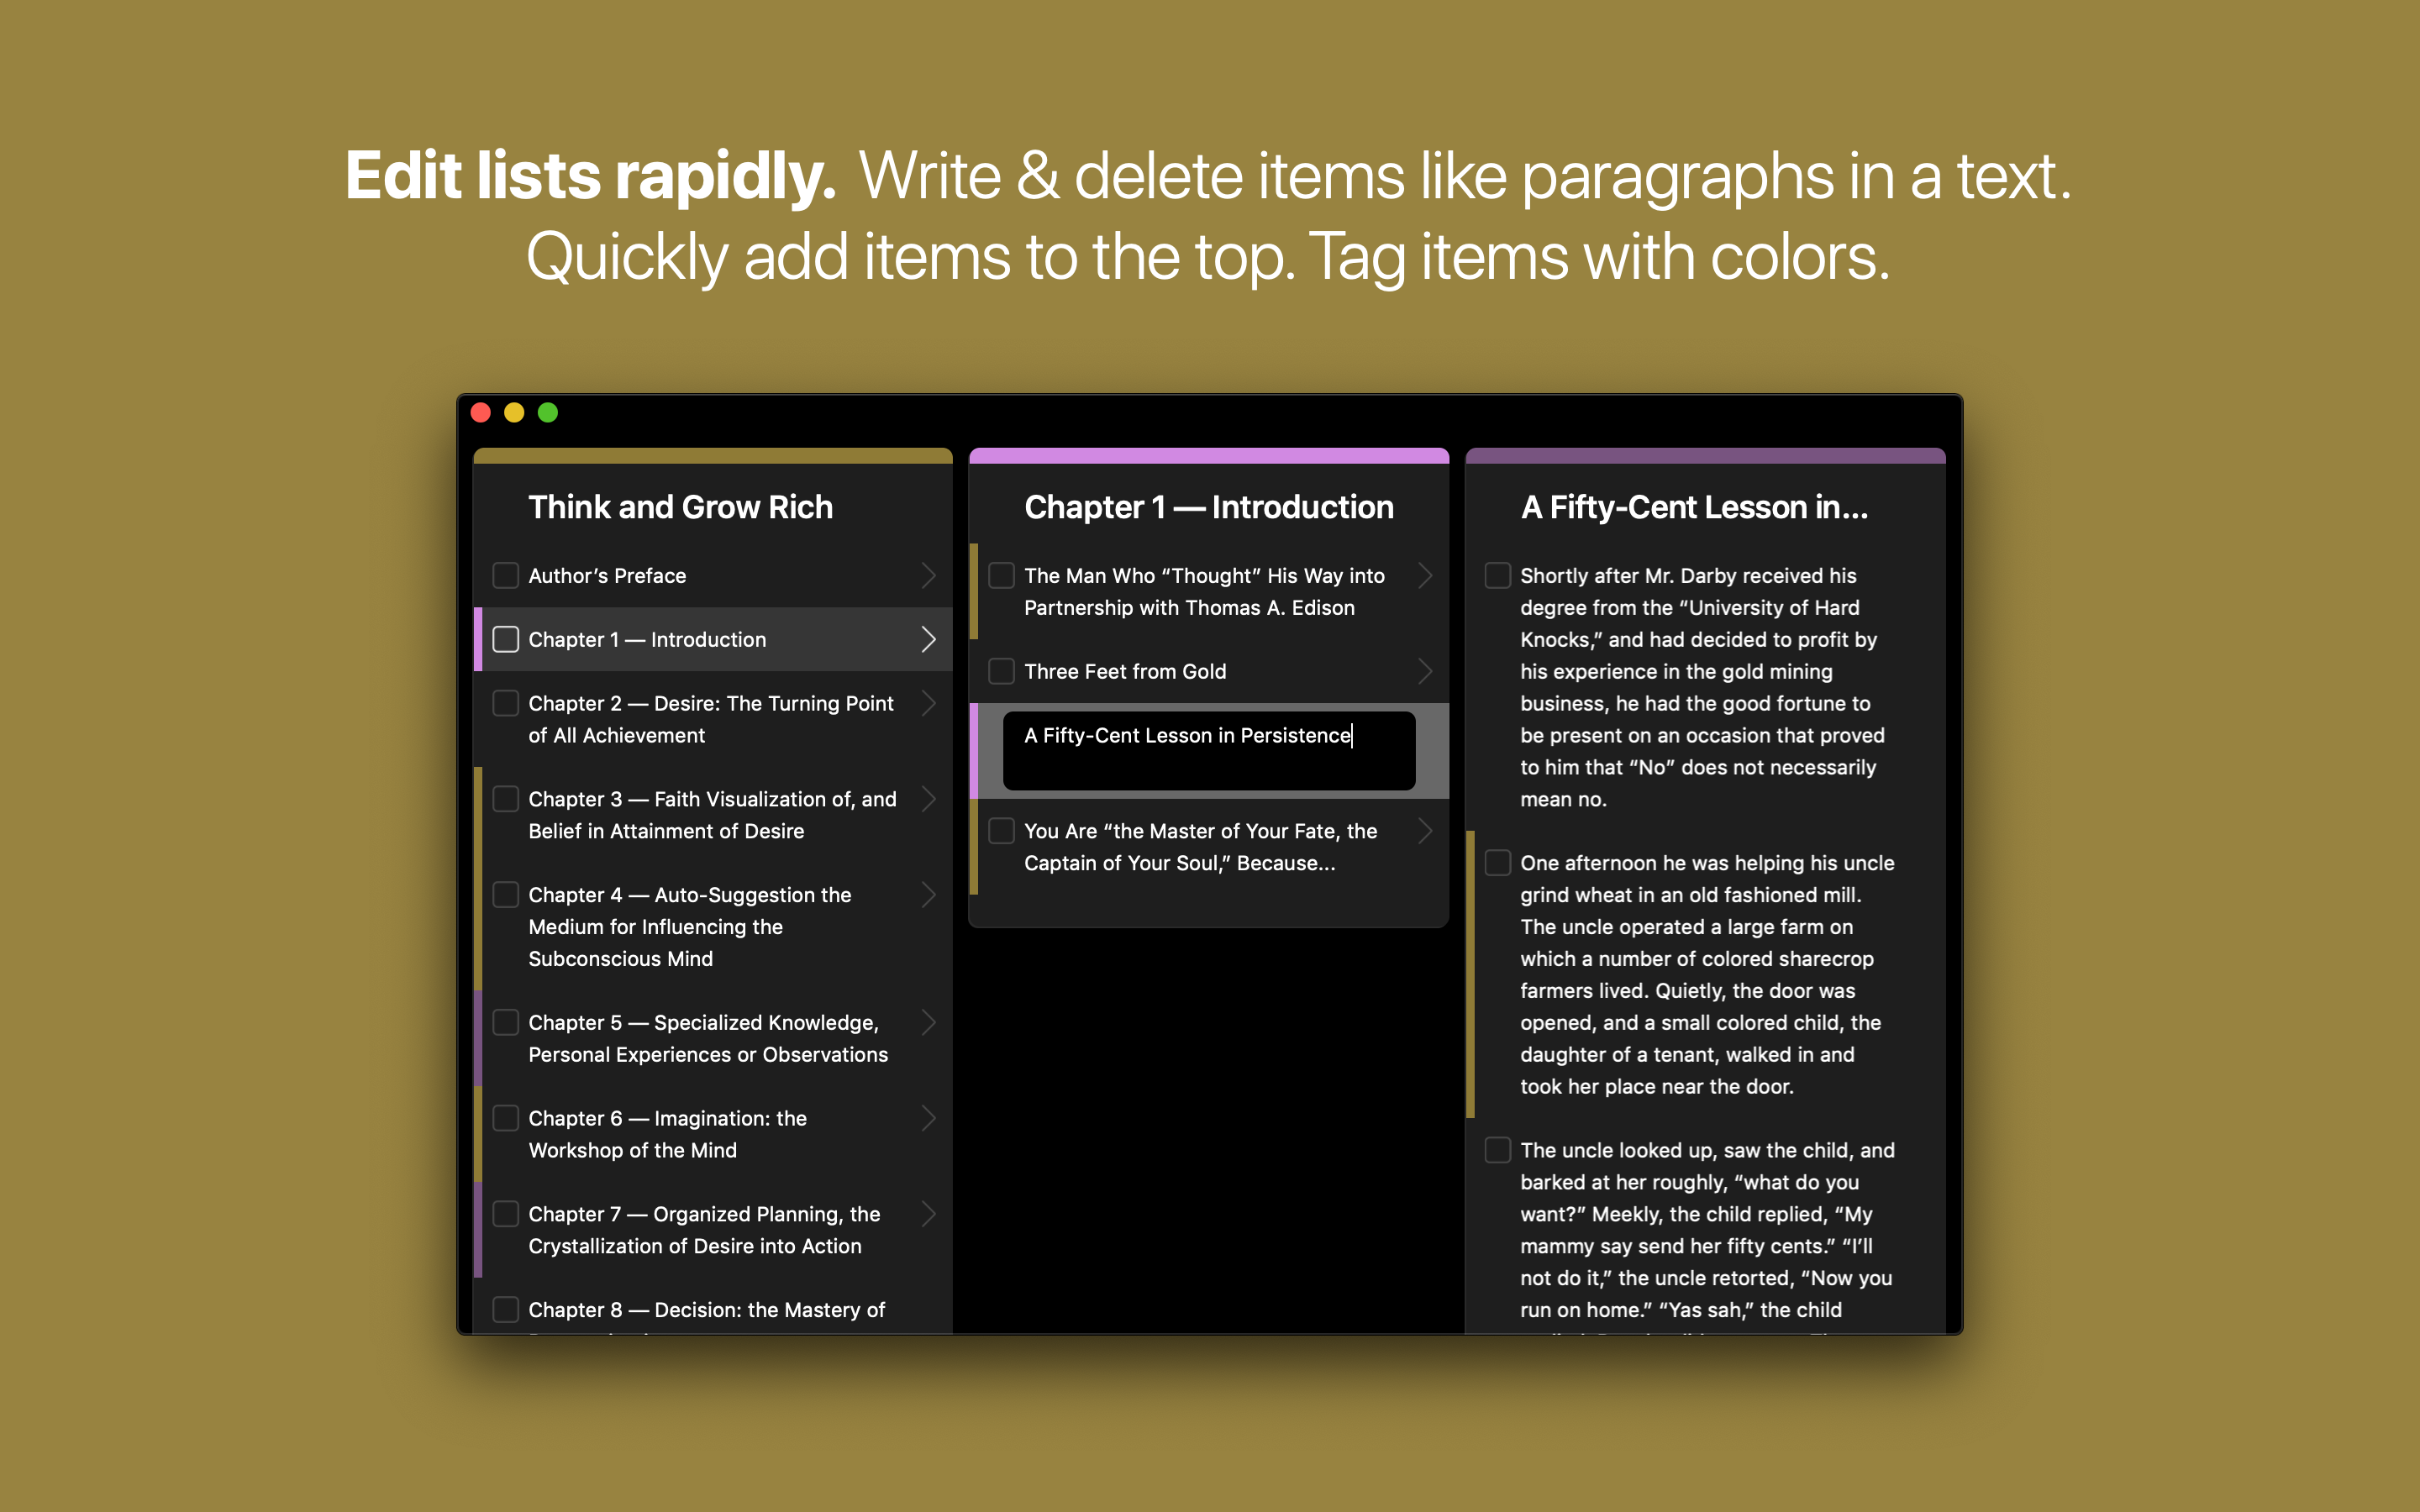 Edit lists rapidly. Write & delete items like paragraphs in a text.
Quickly add items to the top. Tag items with colors.
Think and Grow Rich
Author’s Preface
Chapter 1 — Introduction
Chapter 2 — Desire: The Turning Point
of All Achievement
Chapter 3 — Faith Visualization of, and
Belief in Attainment of Desire
Chapter 4 — Auto-Suggestion the
Medium for Influencing the
Subconscious Mind
Chapter 5 — Specialized Knowledge,
Personal Experiences or Observations
Chapter 6 — Imagination: the
Workshop of the Mind
Chapter 7 — Organized Planning, the
Crystallization of Desire into Action
Chapter 8 — Decision: the Mastery of
Chapter 1 — Introduction
The Man Who “Thought” His Way into
Partnership with Thomas A. Edison
Three Feet from Gold
A Fifty-Cent Lesson in Persistence
You Are “the Master of Your Fate, the
Captain of Your Soul,” Because...
A Fifty-Cent Lesson in...
Shortly after Mr. Darby received his
degree from the “University of Hard
Knocks,” and had decided to profit by
his experience in the gold mining
business, he had the good fortune to
be present on an occasion that proved
to him that “No” does not necessarily
mean no.
One afternoon he was helping his uncle
grind wheat in an old fashioned mill.
The uncle operated a large farm on
which a number of colored sharecrop
farmers lived. Quietly, the door was
opened, and a small colored child, the
daughter of a tenant, walked in and
took her place near the door.
The uncle looked up, saw the child, and
barked at her roughly, “what do you
want?” Meekly, the child replied, “My
mammy say send her fifty cents.” “I’ll
not do it,” the uncle retorted, “Now you
run on home.” “Yas sah,” the child